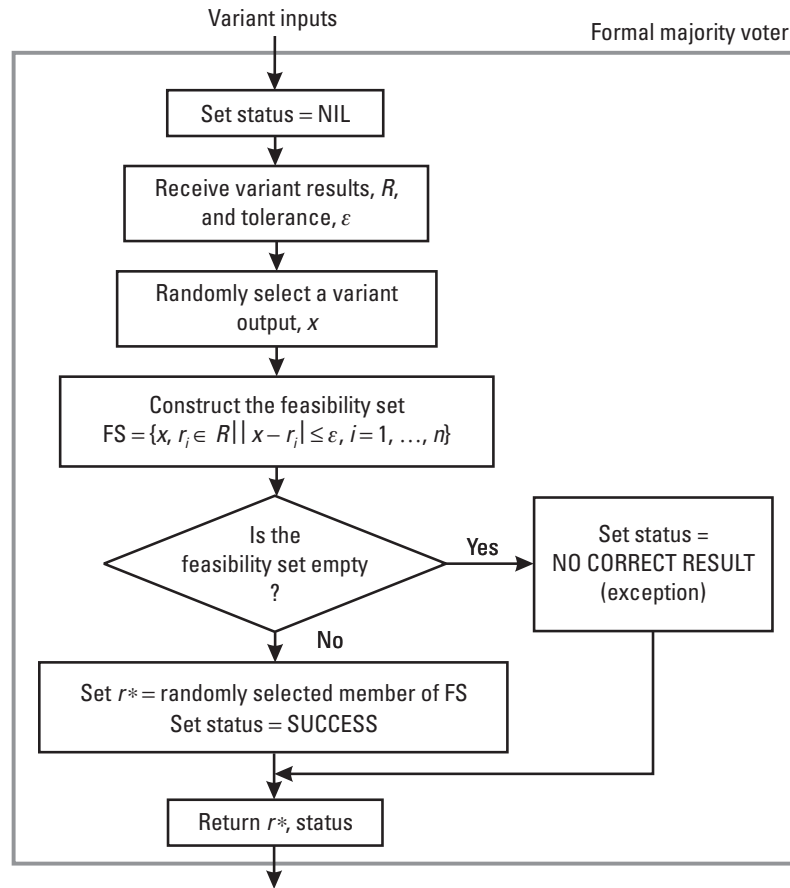 Variant inputs
Formal majority voter
Set status = NIL
Receive variant results, R,
and tolerance, ε
Randomly select a variant
output, x
Construct the feasibility set
FS = {x, rᵢ ∈ R | | x – rᵢ | ≤ ε, i = 1, …, n}
Is the
feasibility set empty
?
Yes
Set status =
NO CORRECT RESULT
(exception)
No
Set r* = randomly selected member of FS
Set status = SUCCESS
Return r*, status